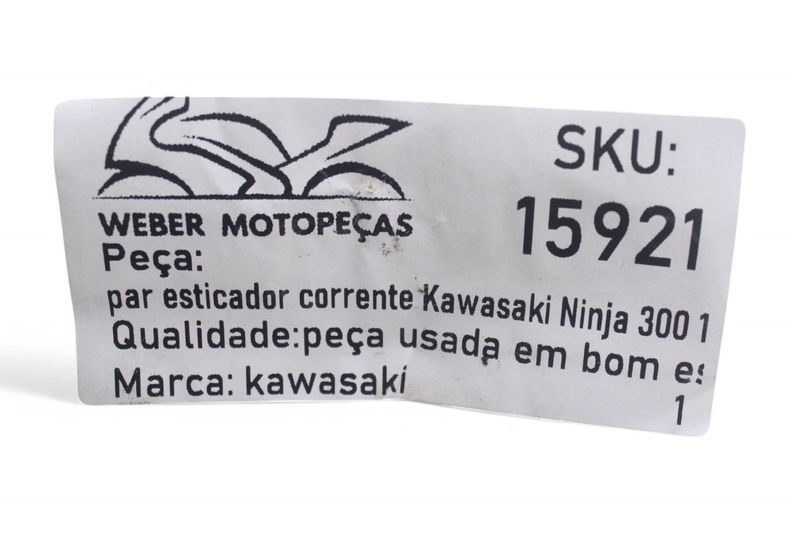 SKU:
15921
WEBER MOTOPEÇAS
Peça:
par esticador corrente Kawasaki Ninja 300 1
Qualidade:peça usada em bom es
Marca: kawasaki
1